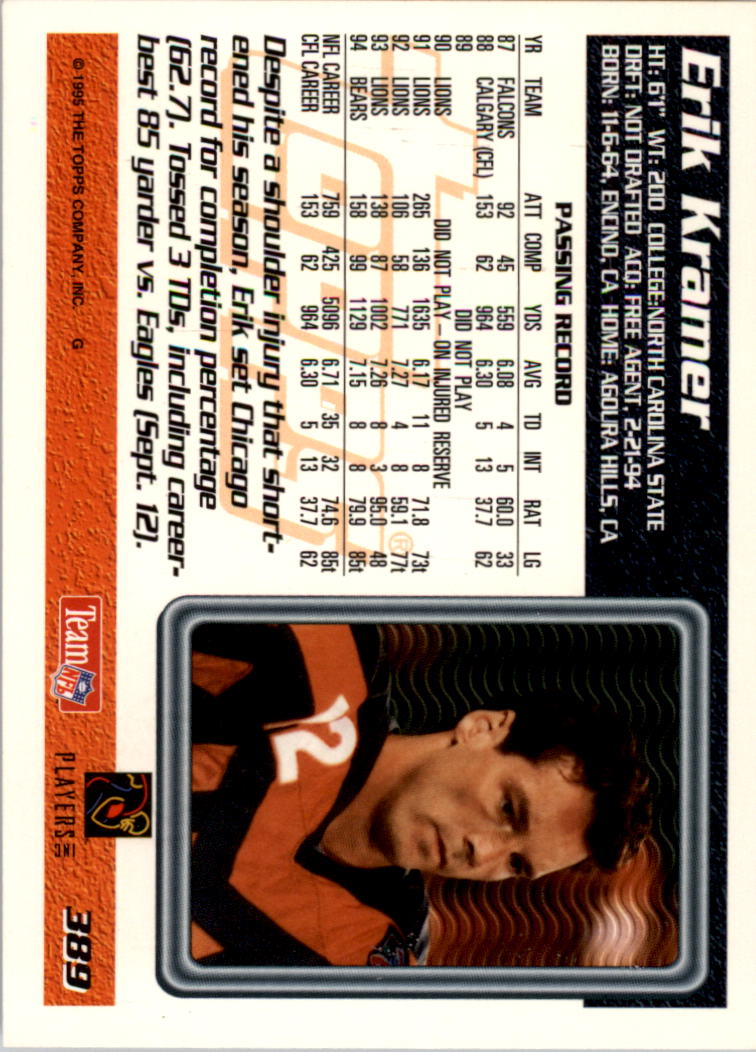 Erik Kramer
HT: 6'1" WT: 200 COLLEGE: NORTH CAROLINA STATE
DRFT: NOT DRAFTED ACQ: FREE AGENT, 2-21-94
BORN: 11-6-64, ENCINO, CA HOME: AGOURA HILLS, CA
PASSING RECORD
YR TEAM ATT COMP YDS AVG TD INT RAT LG
87 FALCONS 92 45 559 6.08 4 5 60.0 33
88 CALGARY (CFL) 153 62 964 6.30 5 13 37.7 62
89 DID NOT PLAY
90 LIONS DID NOT PLAY — ON INJURED RESERVE
91 LIONS 265 136 1635 6.17 11 8 71.8 73t
92 LIONS 106 58 771 7.27 4 8 59.1 77t
93 LIONS 138 87 1002 7.26 8 3 95.0 48
94 BEARS 158 99 1129 7.15 8 8 79.9 85t
NFL CAREER 759 425 5096 6.71 35 32 74.6 85t
CFL CAREER 153 62 964 6.30 5 13 37.7 62
Despite a shoulder injury that short-
ened his season, Erik set Chicago
record for completion percentage
(62.7). Tossed 3 TDs, including career-
best 85 yarder vs. Eagles (Sept. 12).
12
© 1995 THE TOPPS COMPANY, INC. G
Team NFL
PLAYERS INC
389